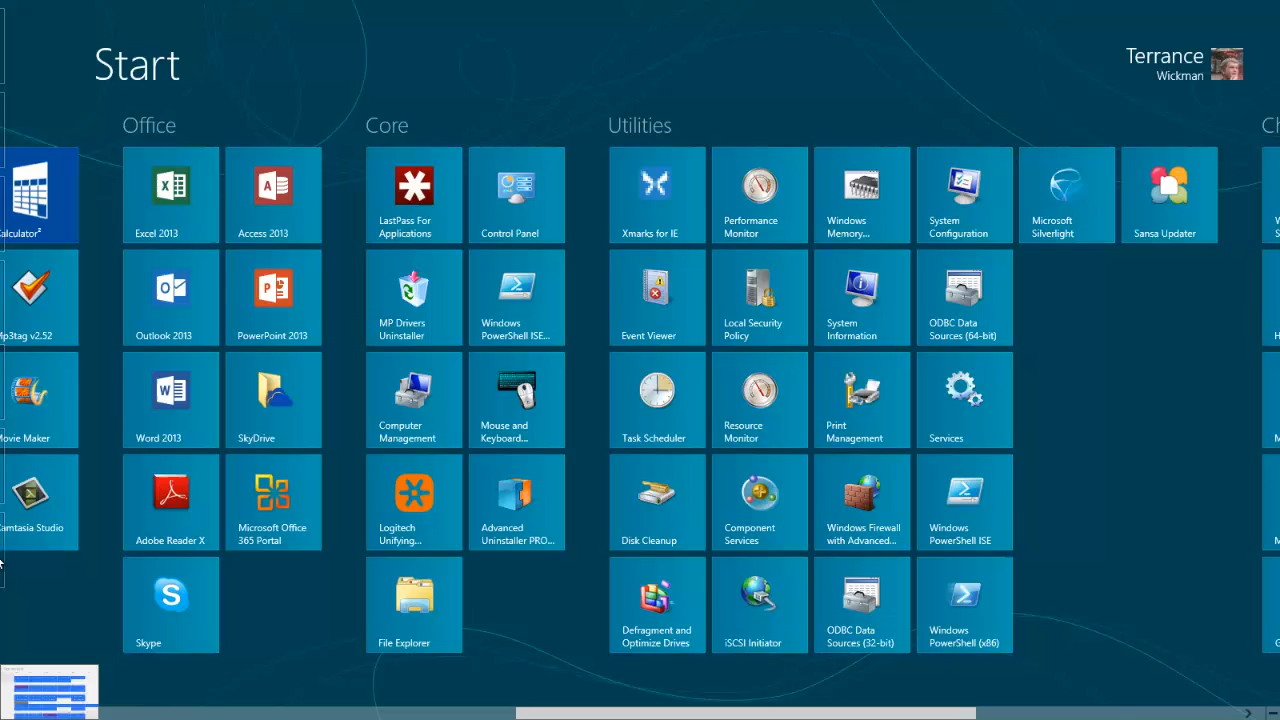 Start
Terrance
Wickman
Office
Core
Utilities
Calculator²
Excel 2013
Access 2013
LastPass For
Applications
Control Panel
Xmarks for IE
Performance
Monitor
Windows
Memory...
System
Configuration
Microsoft
Silverlight
Sansa Updater
Mp3tag v2.52
Outlook 2013
PowerPoint 2013
MP Drivers
Uninstaller
Windows
PowerShell ISE...
Event Viewer
Local Security
Policy
System
Information
ODBC Data
Sources (64-bit)
Movie Maker
Word 2013
SkyDrive
Computer
Management
Mouse and
Keyboard...
Task Scheduler
Resource
Monitor
Print
Management
Services
Camtasia Studio
Adobe Reader X
Microsoft Office
365 Portal
Logitech
Unifying...
Advanced
Uninstaller PRO...
Disk Cleanup
Component
Services
Windows Firewall
with Advanced...
Windows
PowerShell ISE
Skype
File Explorer
Defragment and
Optimize Drives
iSCSI Initiator
ODBC Data
Sources (32-bit)
Windows
PowerShell (x86)